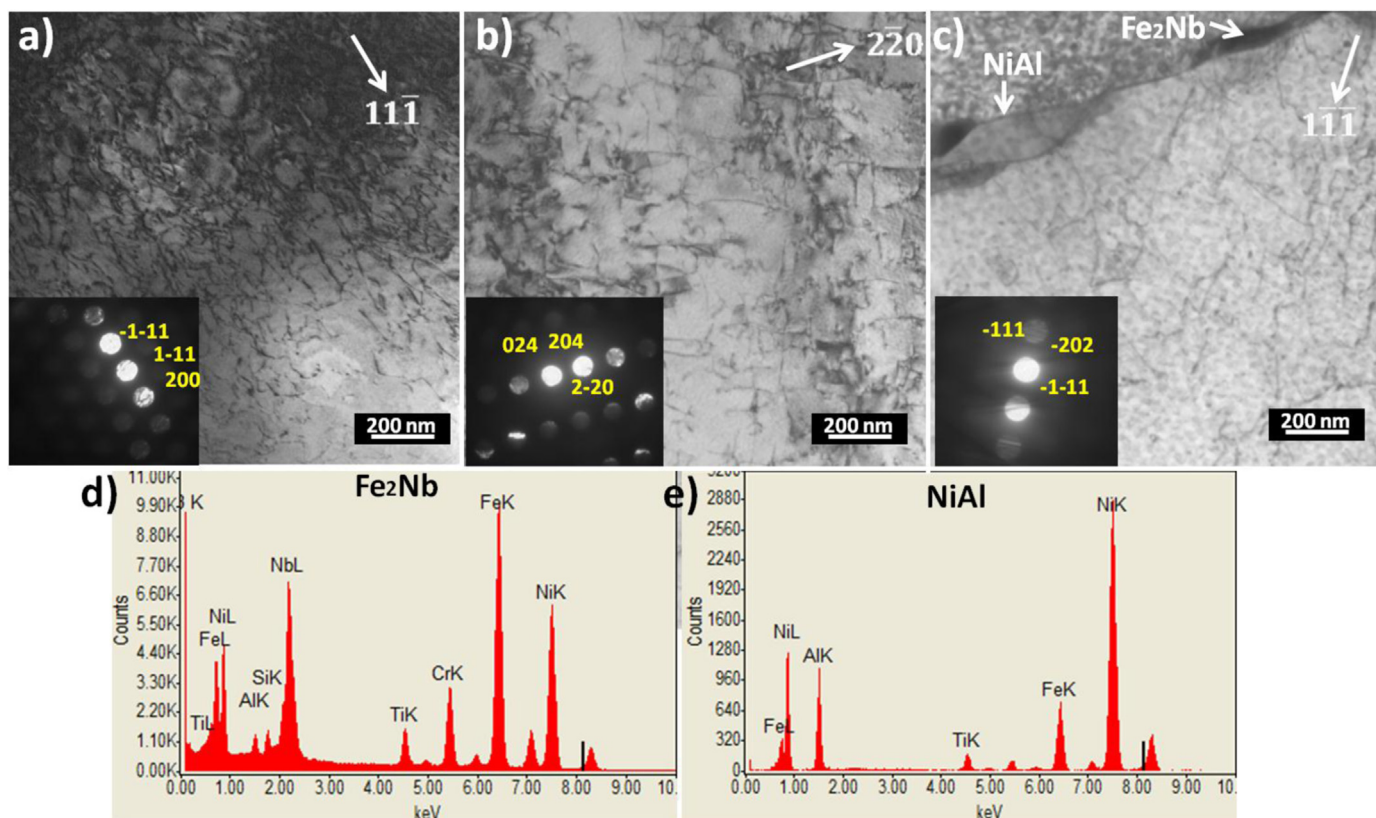 a)
111̅
-1-11
1-11
200
200 nm
b)
22̅0
024 204
2-20
200 nm
c)
Fe₂Nb
NiAl
11̅1̅
-111
-202
-1-11
200 nm
d)
Fe₂Nb
11.00K
9.90K
8.80K
7.70K
6.60K
5.50K
4.40K
3.30K
2.20K
1.10K
0.00K
Counts
K
TiL
FeL
NiL
AlK
SiK
NbL
TiK
CrK
FeK
NiK
0.00 1.00 2.00 3.00 4.00 5.00 6.00 7.00 8.00 9.00 10.
keV
e)
NiAl
3200
2880
2560
2240
1920
1600
1280
960
640
320
0
Counts
FeL
NiL
AlK
TiK
FeK
NiK
0.00 1.00 2.00 3.00 4.00 5.00 6.00 7.00 8.00 9.00 10.
keV